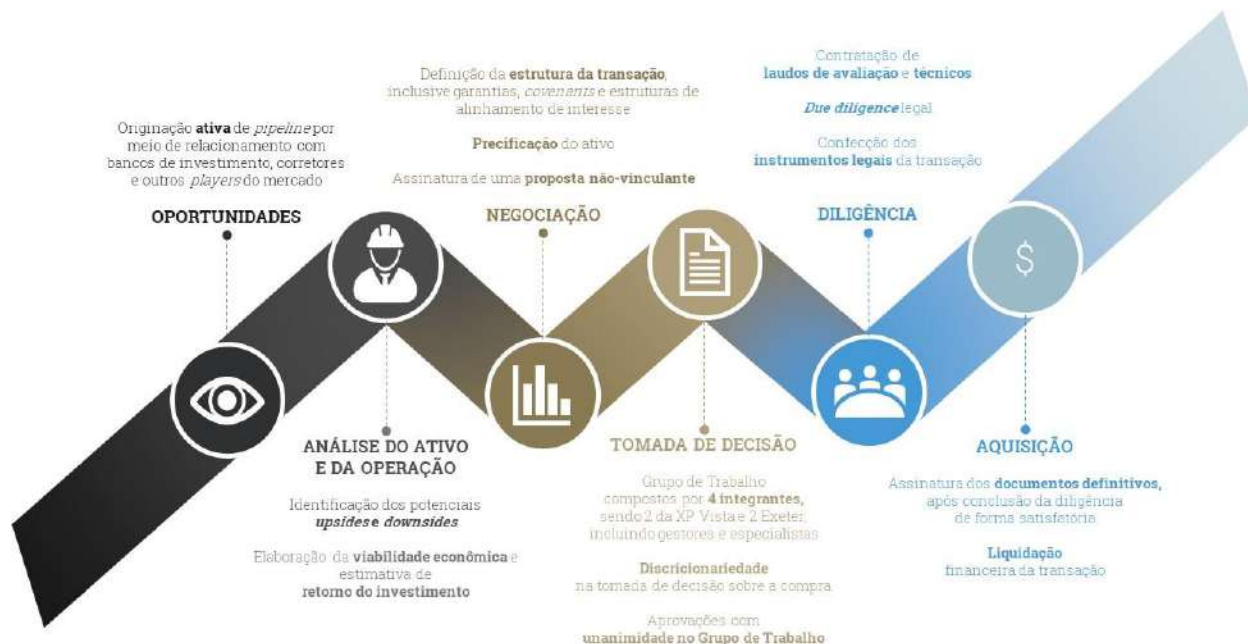 Originação ativa de pipeline por
meio de relacionamento com
bancos de investimento, corretores
e outros players do mercado
OPORTUNIDADES
ANÁLISE DO ATIVO
E DA OPERAÇÃO
Identificação dos potenciais
upsides e downsides
Elaboração da viabilidade econômica e
estimativa de
retorno do investimento
Definição da estrutura da transação,
inclusive garantias, covenants e estruturas de
alinhamento de interesse
Precificação do ativo
Assinatura de uma proposta não-vinculante
NEGOCIAÇÃO
TOMADA DE DECISÃO
Grupo de Trabalho
compostos por 4 integrantes,
sendo 2 da XP Vista e 2 Exeter,
incluindo gestores e especialistas
Discricionariedade
na tomada de decisão sobre a compra
Aprovações com
unanimidade no Grupo de Trabalho
Contratação de
laudos de avaliação e técnicos
Due diligence legal
Confecção dos
instrumentos legais da transação
DILIGÊNCIA
$
AQUISIÇÃO
Assinatura dos documentos definitivos,
após conclusão da diligência
de forma satisfatória
Liquidação
financeira da transação